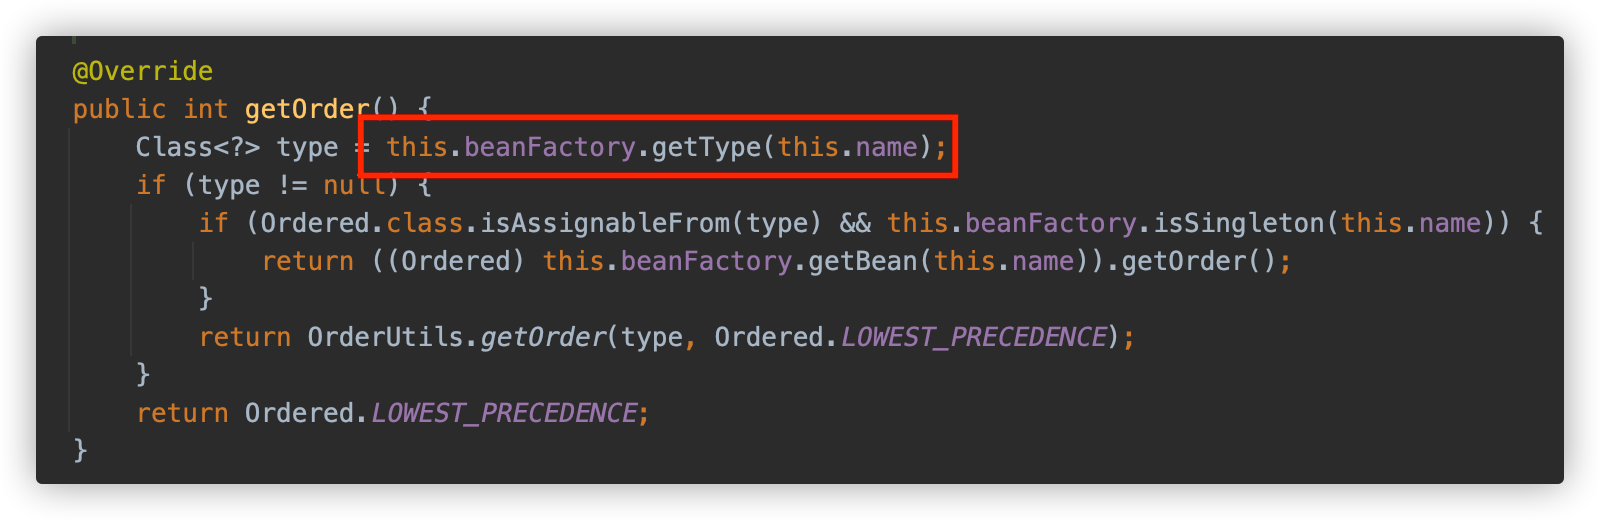 @Override
public int getOrder() {
    Class<?> type = this.beanFactory.getType(this.name);
    if (type != null) {
        if (Ordered.class.isAssignableFrom(type) && this.beanFactory.isSingleton(this.name)) {
            return ((Ordered) this.beanFactory.getBean(this.name)).getOrder();
        }
        return OrderUtils.getOrder(type, Ordered.LOWEST_PRECEDENCE);
    }
    return Ordered.LOWEST_PRECEDENCE;
}